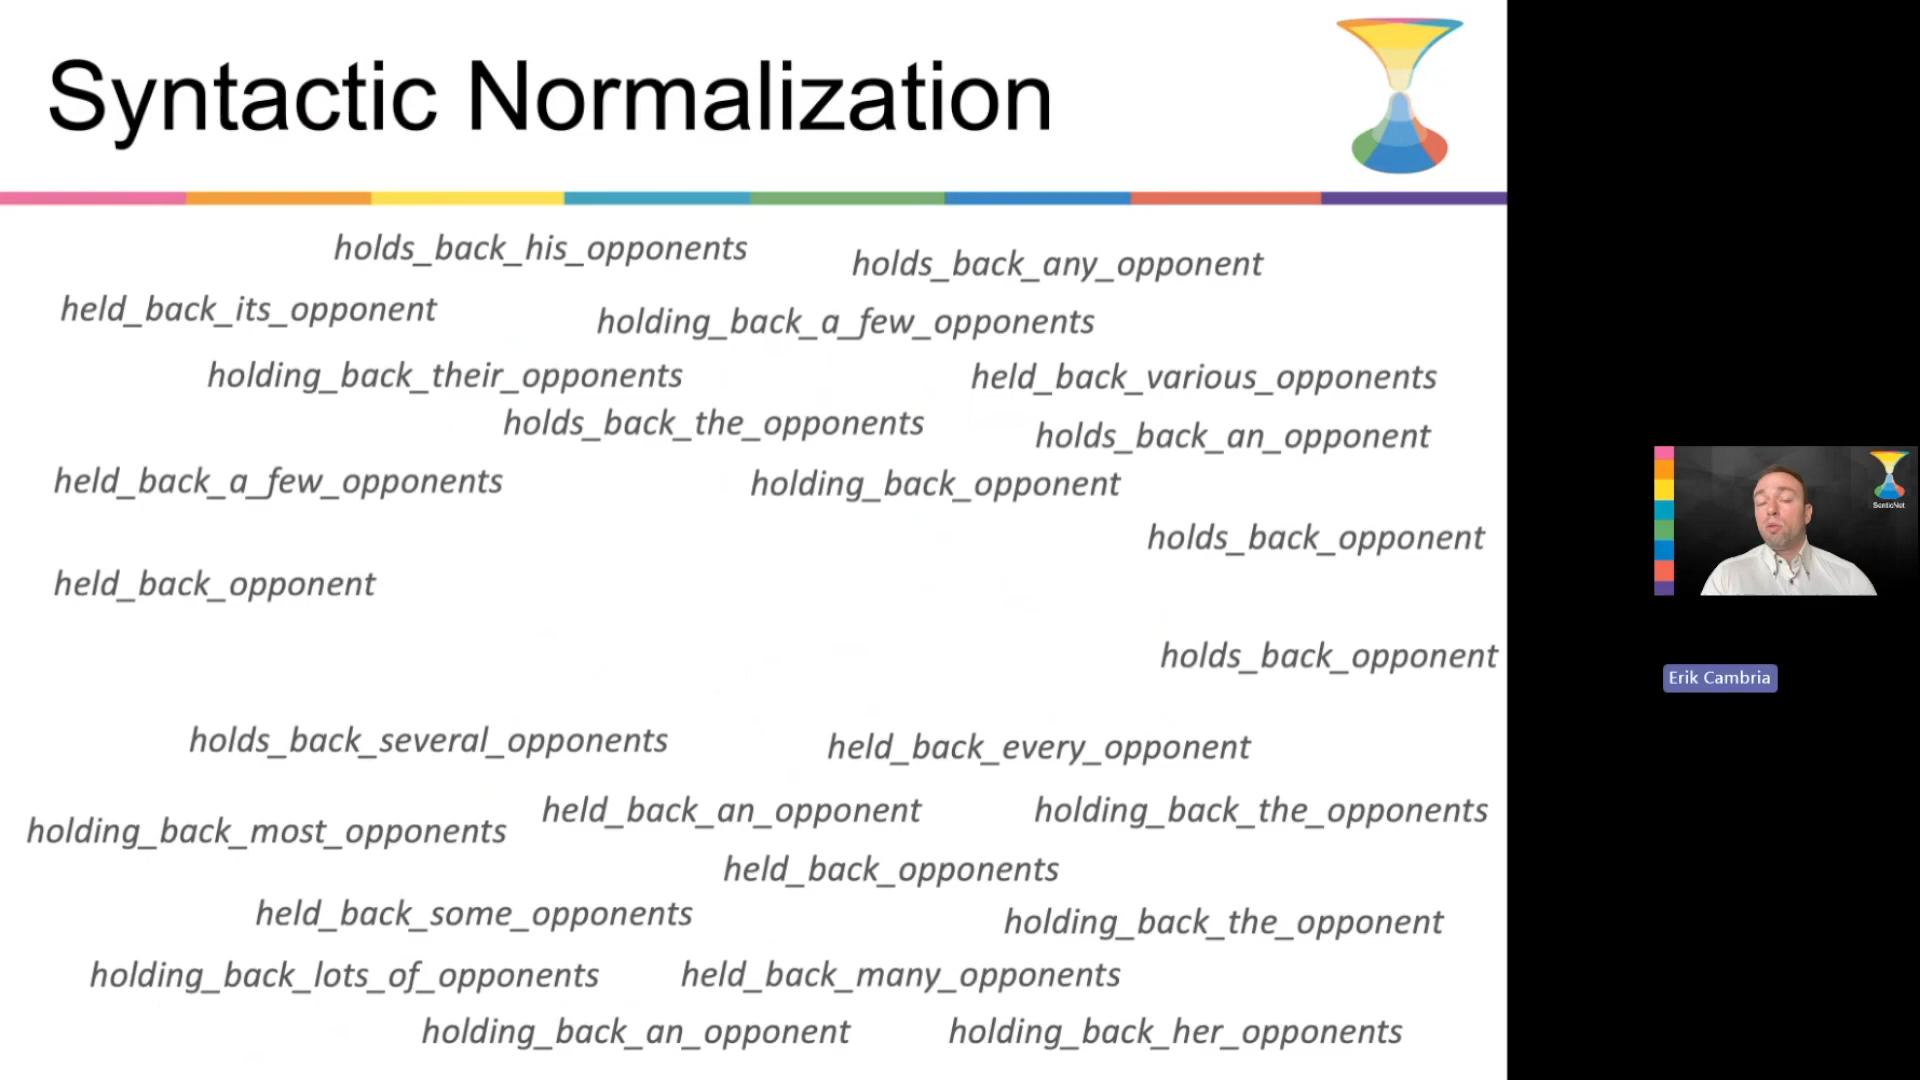 Syntactic Normalization
holds_back_his_opponents
holds_back_any_opponent
held_back_its_opponent
holding_back_a_few_opponents
holding_back_their_opponents
held_back_various_opponents
holds_back_the_opponents
holds_back_an_opponent
held_back_a_few_opponents
holding_back_opponent
holds_back_opponent
held_back_opponent
holds_back_opponent
holds_back_several_opponents
held_back_every_opponent
held_back_an_opponent
holding_back_the_opponents
holding_back_most_opponents
held_back_opponents
held_back_some_opponents
holding_back_the_opponent
holding_back_lots_of_opponents
held_back_many_opponents
holding_back_an_opponent
holding_back_her_opponents
SenticNet
Erik Cambria